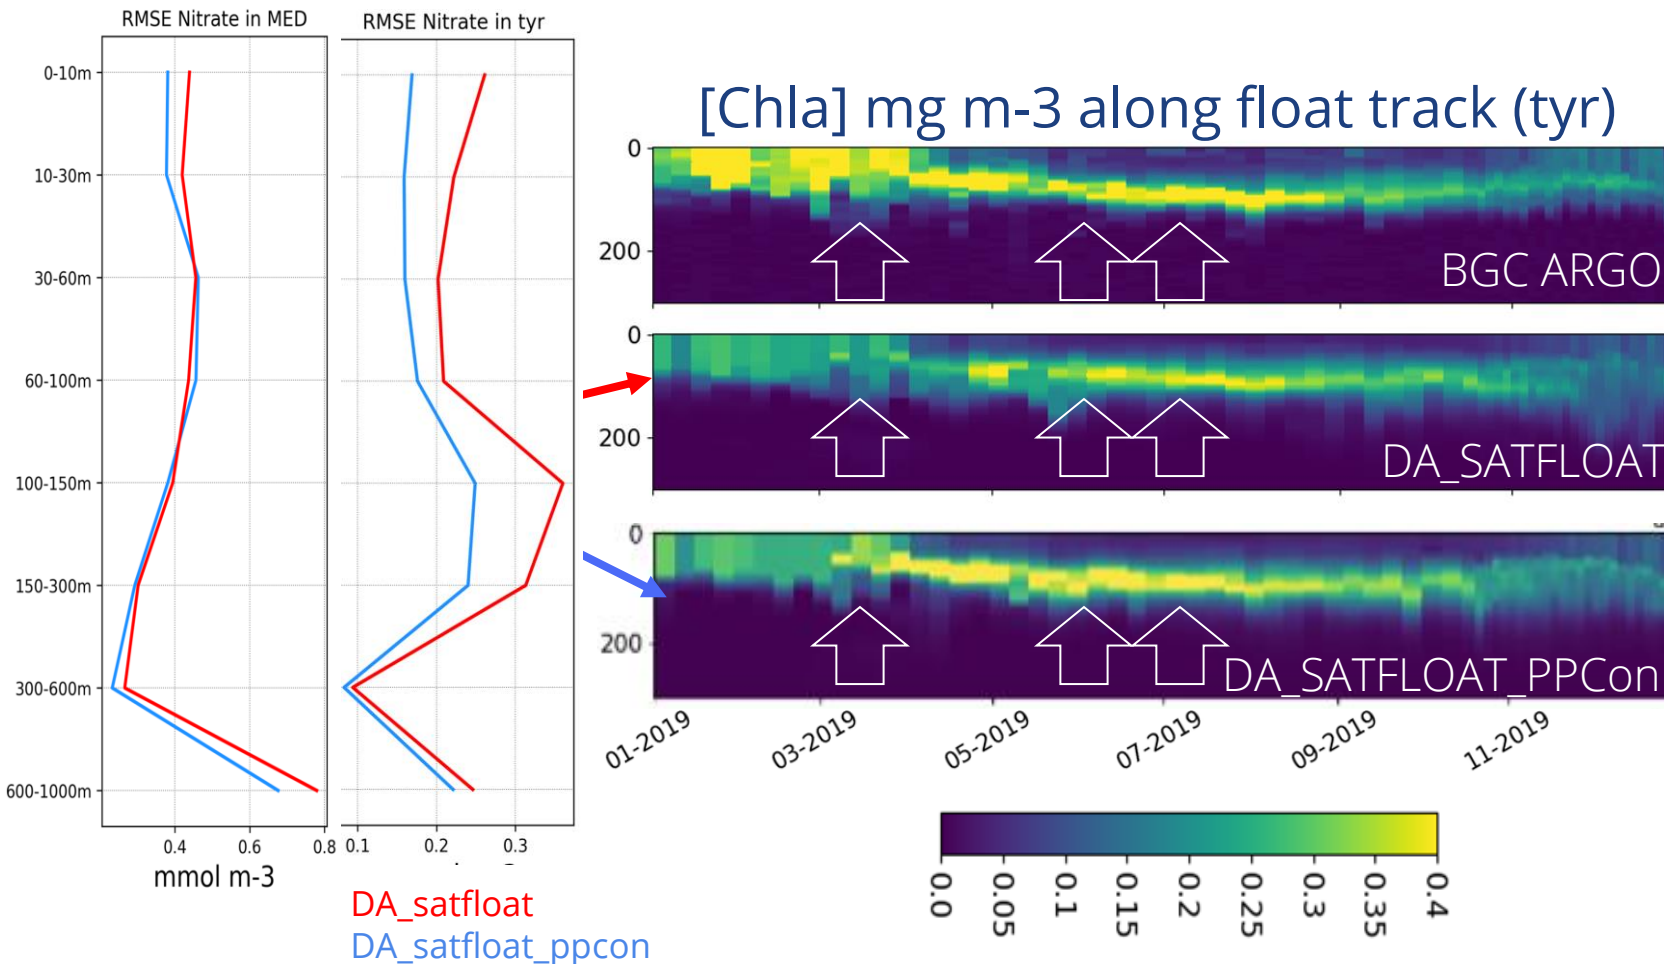 RMSE Nitrate in MED
RMSE Nitrate in tyr
0-10m
10-30m
30-60m
60-100m
100-150m
150-300m
300-600m
600-1000m
0.4 0.6 0.8
mmol m-3
0.1 0.2 0.3
DA_satfloat
DA_satfloat_ppcon
[Chla] mg m-3 along float track (tyr)
0
200
BGC ARGO
0
200
DA_SATFLOAT
0
200
DA_SATFLOAT_PPCon
01-2019 03-2019 05-2019 07-2019 09-2019 11-2019
0.0 0.05 0.1 0.15 0.2 0.25 0.3 0.35 0.4